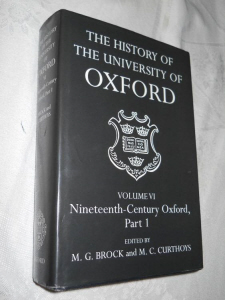 THE HISTORY OF
THE UNIVERSITY OF
OXFORD
VOLUME VI
Nineteenth-Century Oxford,
Part 1
EDITED BY
M. G. BROCK and M. C. CURTHOYS